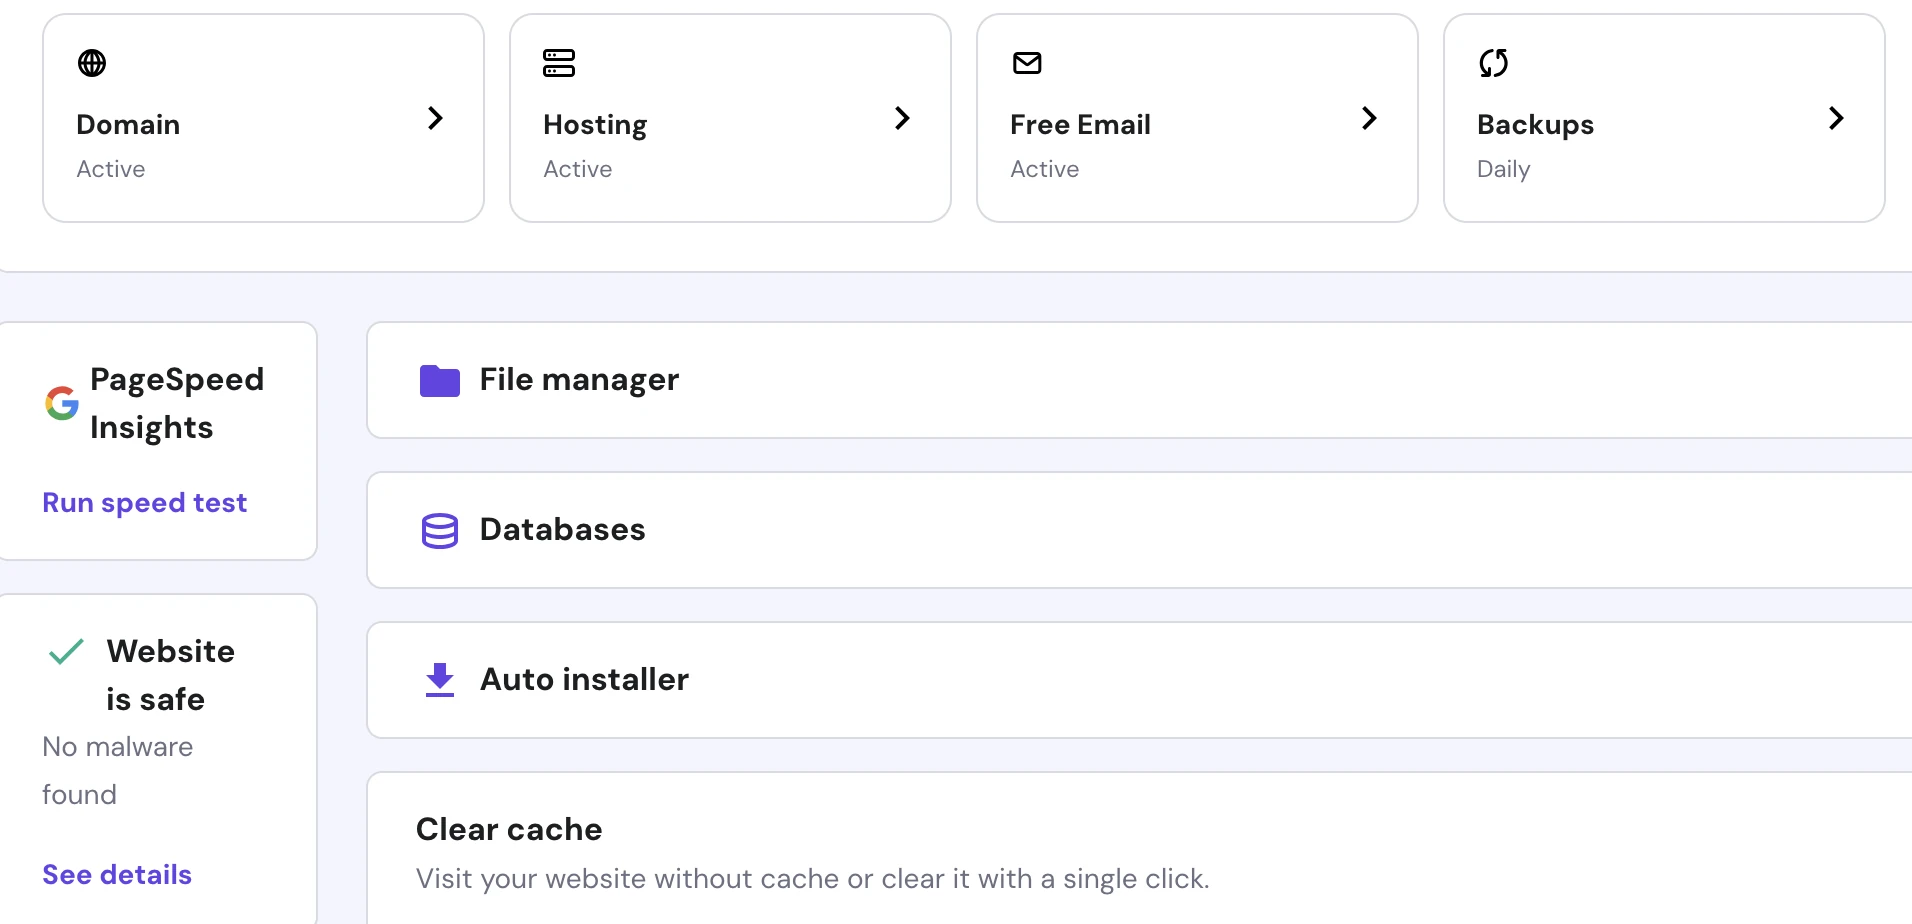 Domain
Active
Hosting
Active
Free Email
Active
Backups
Daily
PageSpeed
Insights
Run speed test
Website
is safe
No malware
found
See details
File manager
Databases
Auto installer
Clear cache
Visit your website without cache or clear it with a single click.